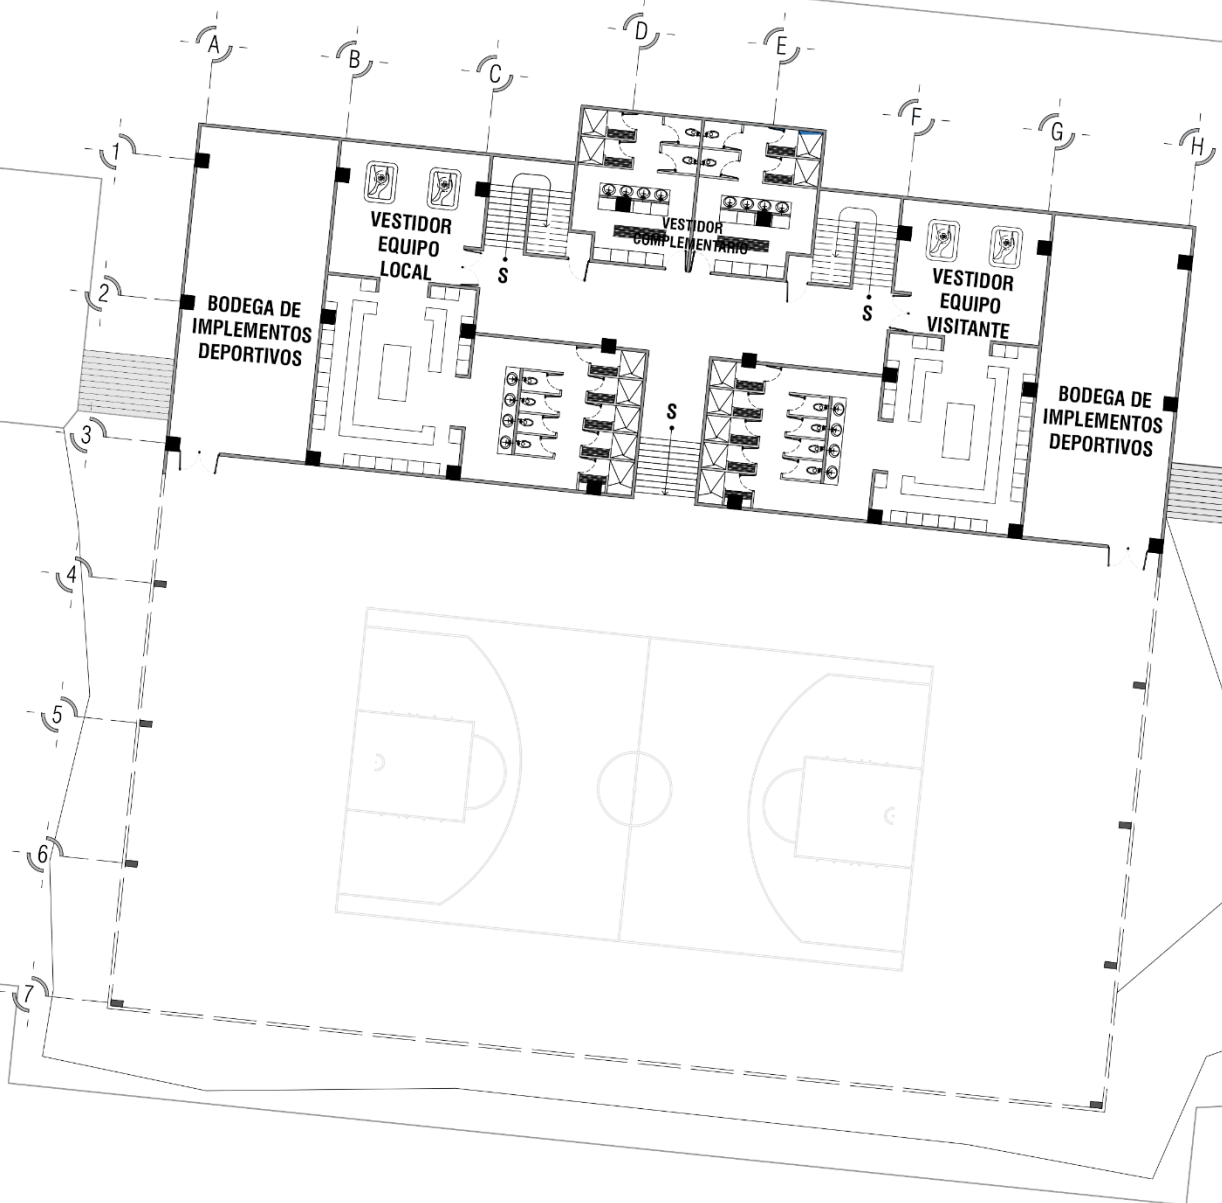 A
B
C
D
E
F
G
H
1
2
3
4
5
6
7
BODEGA DE
IMPLEMENTOS
DEPORTIVOS
VESTIDOR
EQUIPO
LOCAL
S
VESTIDOR
COMPLEMENTARIO
S
S
VESTIDOR
EQUIPO
VISITANTE
BODEGA DE
IMPLEMENTOS
DEPORTIVOS